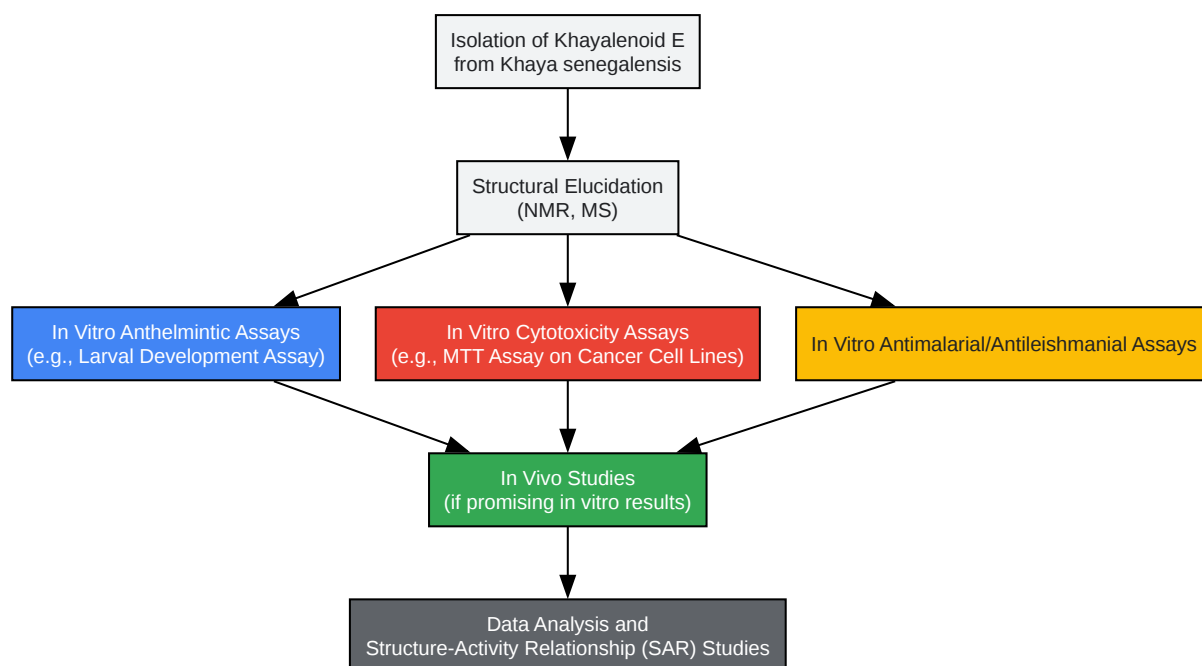 Isolation of Khayalenoid E
from Khaya senegalensis
Structural Elucidation
(NMR, MS)
In Vitro Anthelmintic Assays
(e.g., Larval Development Assay)
In Vitro Cytotoxicity Assays
(e.g., MTT Assay on Cancer Cell Lines)
In Vitro Antimalarial/Antileishmanial Assays
In Vivo Studies
(if promising in vitro results)
Data Analysis and
Structure-Activity Relationship (SAR) Studies